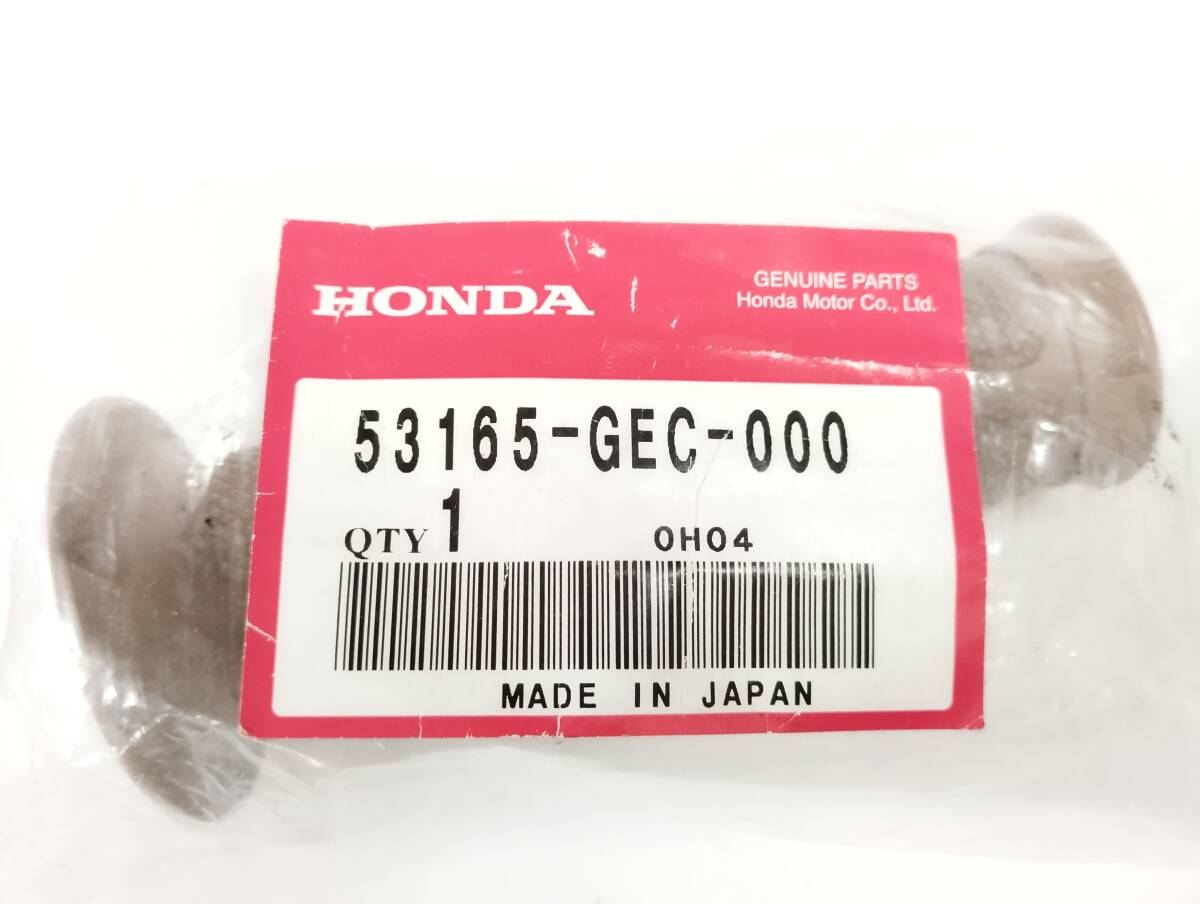 HONDA
GENUINE PARTS
Honda Motor Co., Ltd.
53165-GEC-000
QTY 1 0H04
MADE IN JAPAN